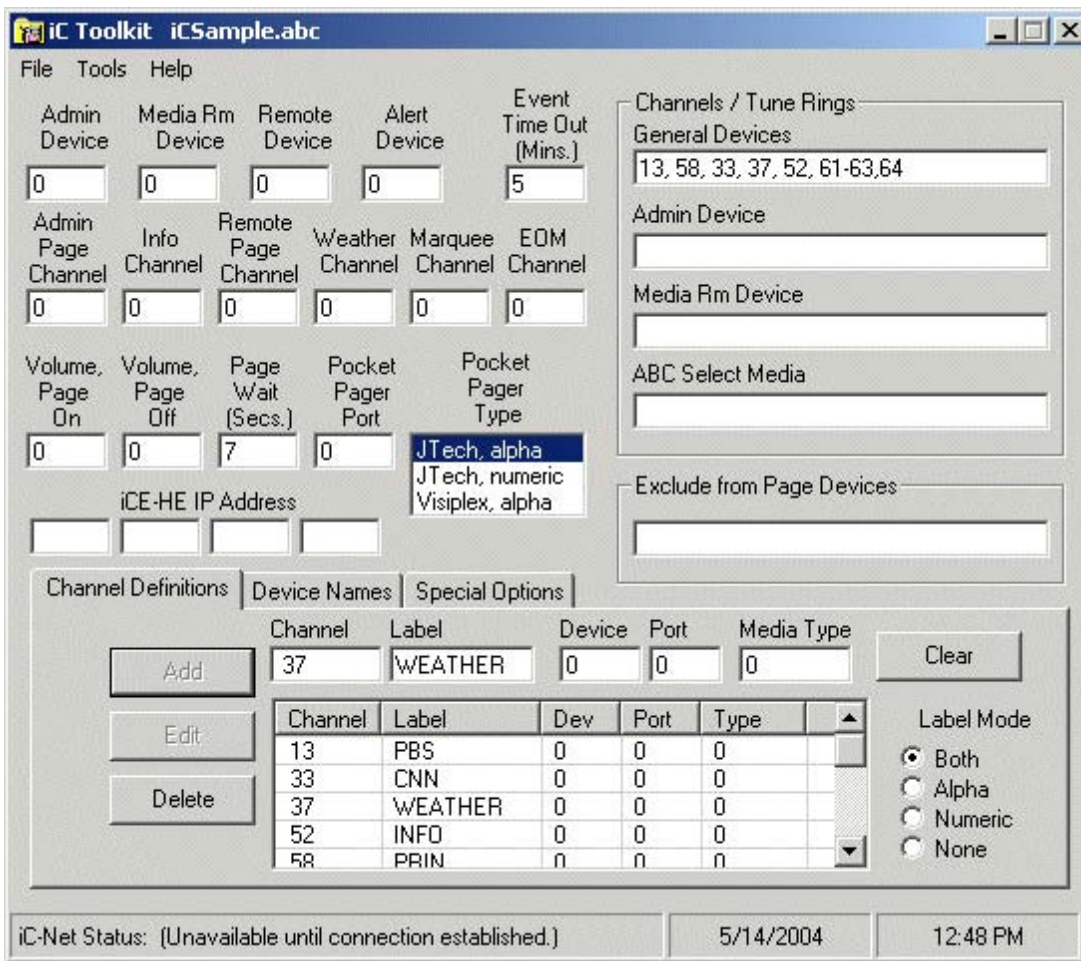 iC Toolkit iCSample.abc
File Tools Help
Admin Device
Media Rm Device
Remote Device
Alert Device
Event Time Out (Mins.)
0
0
0
0
5
Admin Page Channel
Info Channel
Remote Page Channel
Weather Channel
Marquee Channel
EOM Channel
0
0
0
0
0
0
Volume, Page On
Volume, Page Off
Page Wait (Secs.)
Pocket Pager Port
Pocket Pager Type
0
0
7
0
JTech, alpha
JTech, numeric
Visiplex, alpha
iCE-HE IP Address
Channels / Tune Rings
General Devices
13, 58, 33, 37, 52, 61-63,64
Admin Device
Media Rm Device
ABC Select Media
Exclude from Page Devices
Channel Definitions
Device Names
Special Options
Channel Label Device Port Media Type
37 WEATHER 0 0 0
Add
Edit
Delete
Clear
Channel Label Dev Port Type
13 PBS 0 0 0
33 CNN 0 0 0
37 WEATHER 0 0 0
52 INFO 0 0 0
58 PRIN 0 0 0
Label Mode
Both
Alpha
Numeric
None
iC-Net Status: (Unavailable until connection established.)
5/14/2004
12:48 PM